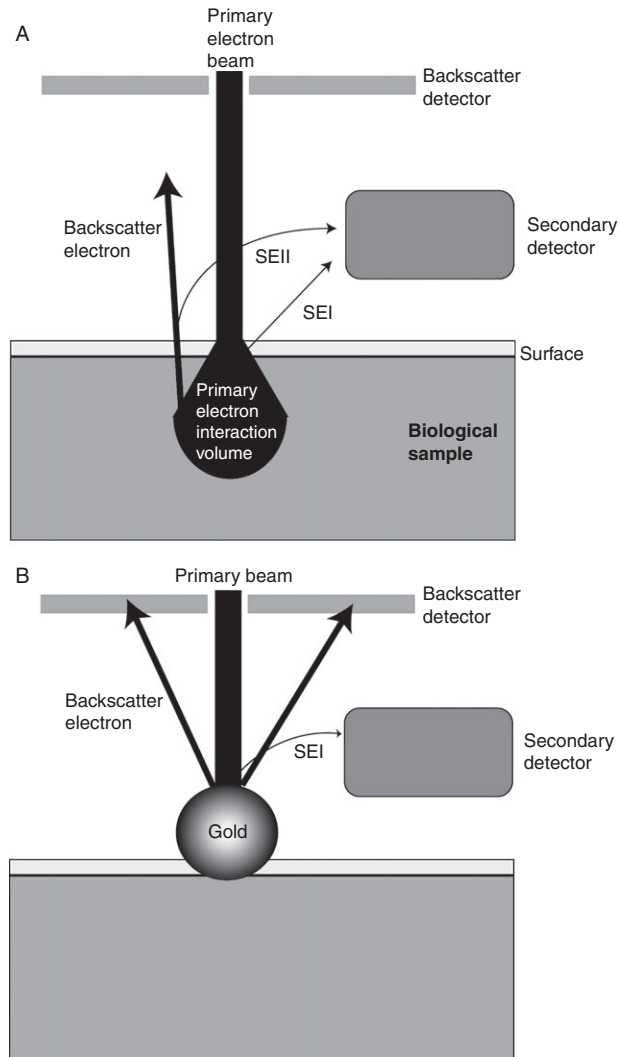 A
Primary
electron
beam
Backscatter
detector
Backscatter
electron
SEII
SEI
Secondary
detector
Surface
Primary
electron
interaction
volume
Biological
sample
B
Primary beam
Backscatter
detector
Backscatter
electron
SEI
Secondary
detector
Gold